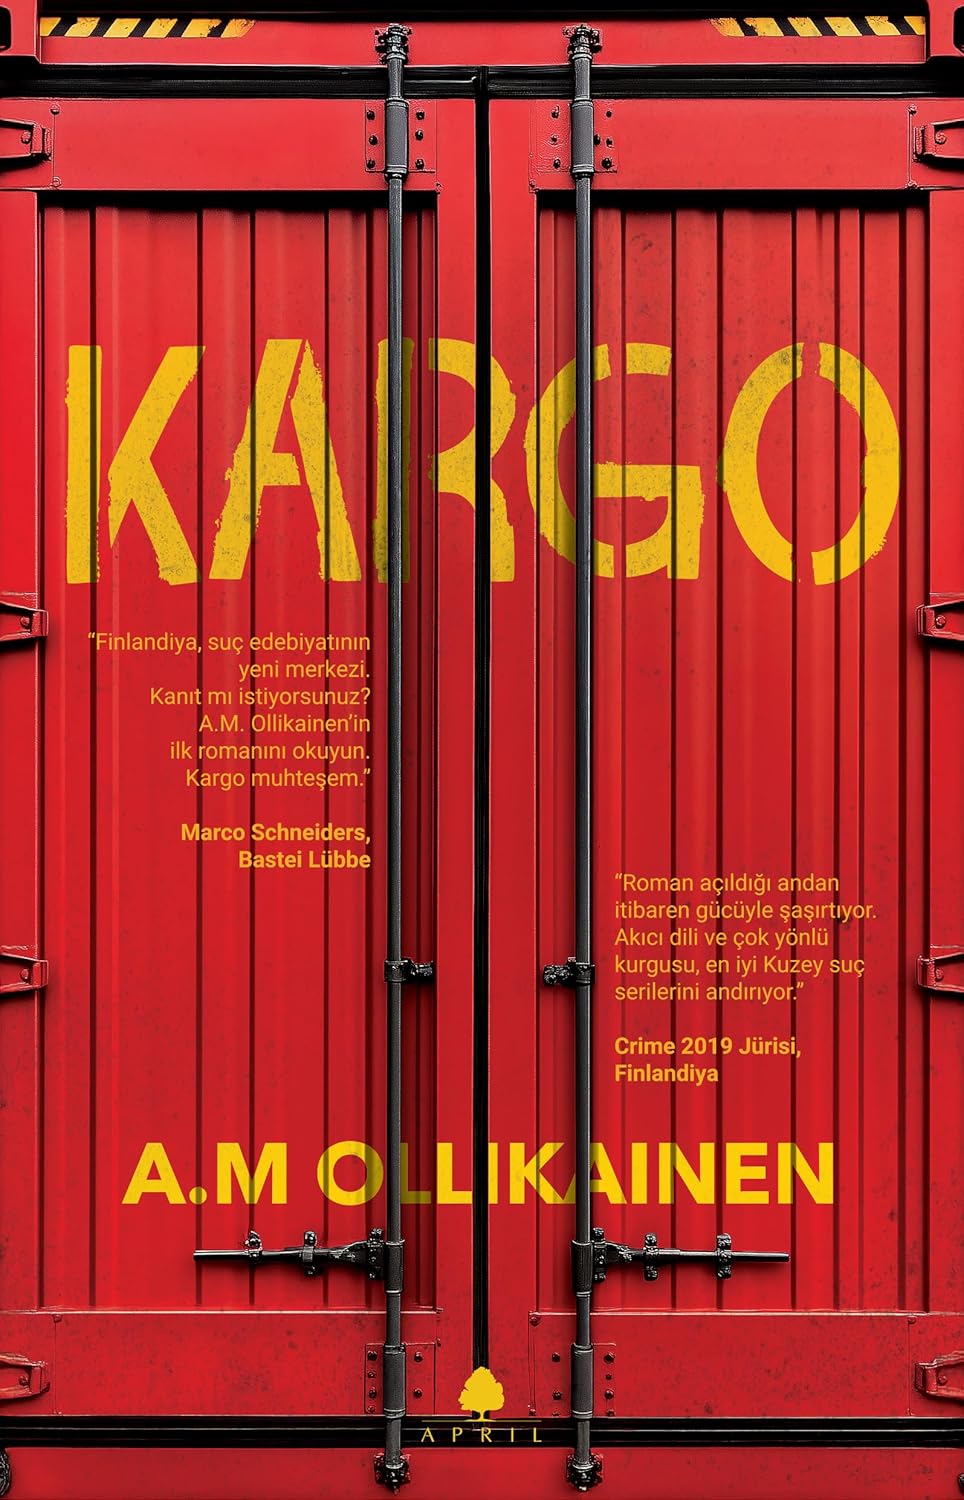 KARGO
“Finlandiya, suç edebiyatının
yeni merkezi.
Kanıt mı istiyorsunuz?
A.M. Ollikainen’in
ilk romanını okuyun.
Kargo muhteşem.”
Marco Schneiders,
Bastei Lübbe
“Roman açıldığı andan
itibaren gücüyle şaşırtıyor.
Akıcı dili ve çok yönlü
kurgusu, en iyi Kuzey suç
serilerini andırıyor.”
Crime 2019 Jürisi,
Finlandiya
A.M OLLIKAINEN
APRIL